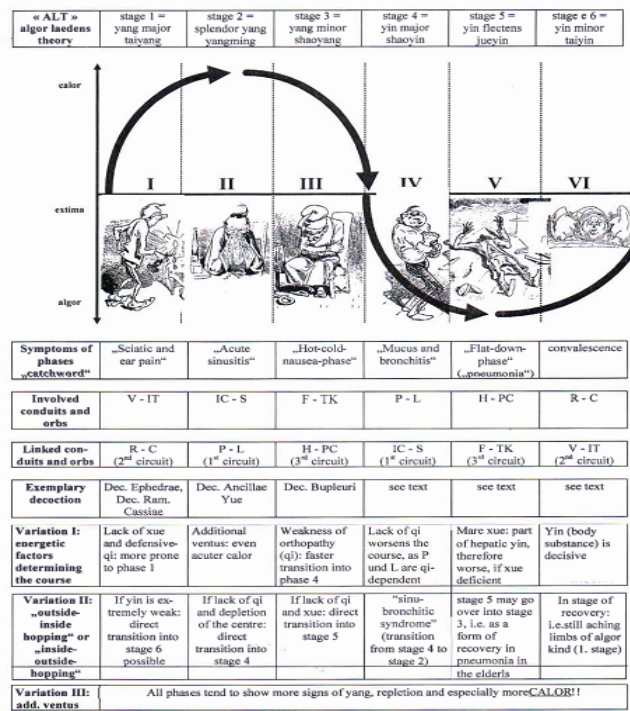 « ALT »
algor laedens
theory
stage 1 =
yang major
taiyang
stage 2 =
splendor yang
yangming
stage 3 =
yang minor
shaoyang
stage 4 =
yin major
shaoyin
stage 5 =
yin flectens
jueyin
stage e 6 =
yin minor
taiyin
calor
extima
algor
I
II
III
IV
V
VI
Symptoms of
phases
„catchword“
„Sciatic and
ear pain“
„Acute
sinusitis“
„Hot-cold-
nausea-phase“
„Mucus and
bronchitis“
„Flat-down-
phase“
(„pneumonia“)
convalescence
Involved
conduits and
orbs
V - IT
IC - S
F - TK
P - L
H - PC
R - C
Linked con-
duits and orbs
R - C
(2nd circuit)
P - L
(1st circuit)
H - PC
(3rd circuit)
IC - S
(1st circuit)
F - TK
(3rd circuit)
V - IT
(2nd circuit)
Exemplary
decoction
Dec. Ephedrae,
Dec. Ram.
Cassiae
Dec. Ancillae
Yue
Dec. Bupleuri
see text
see text
see text
Variation I:
energetic
factors
determining
the course
Lack of xue
and defensive-
qi: more prone
to phase 1
Additional
ventus: even
acuter calor
Weakness of
orthopathy
(qi): faster
transition into
phase 4
Lack of qi
worsens the
course, as P
und L are qi-
dependent
Mare xue: part
of hepatic yin,
therefore
worse, if xue
deficient
Yin (body
substance) is
decisive
Variation II:
„outside-
inside
hopping“ or
„inside-
outside-
hopping“
If yin is ex-
tremely weak:
direct
transition into
stage 6
possible
If lack of qi
and depletion
of the centre:
direct
transition into
stage 4
If lack of qi
and xue: direct
transition into
stage 5
“sinu-
bronchitic
syndrome”
(transition
from stage 4 to
stage 2)
stage 5 may go
over into stage
3, i.e. as a
form of
recovery in
pneumonia in
the elderls
In stage of
recovery:
i.e.still aching
limbs of algor
kind (1. stage)
Variation III:
add. ventus
All phases tend to show more signs of yang, repletion and especially moreCALOR!!